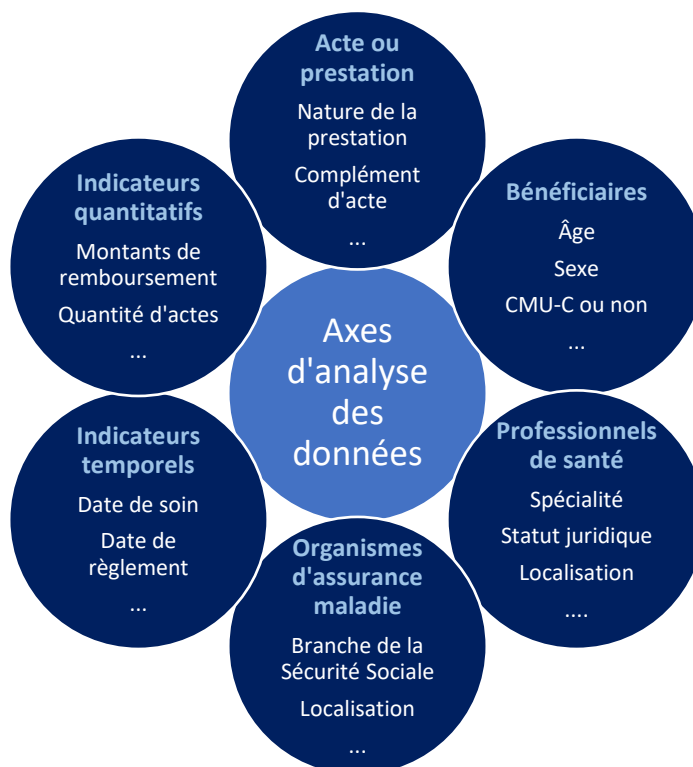 Acte ou
prestation
Nature de la
prestation
Complément
d'acte
...
Bénéficiaires
Âge
Sexe
CMU-C ou non
...
Professionnels
de santé
Spécialité
Statut juridique
Localisation
....
Organismes
d'assurance
maladie
Branche de la
Sécurité Sociale
Localisation
...
Indicateurs
temporels
Date de soin
Date de
règlement
...
Indicateurs
quantitatifs
Montants de
remboursement
Quantité d'actes
...
Axes
d'analyse
des
données